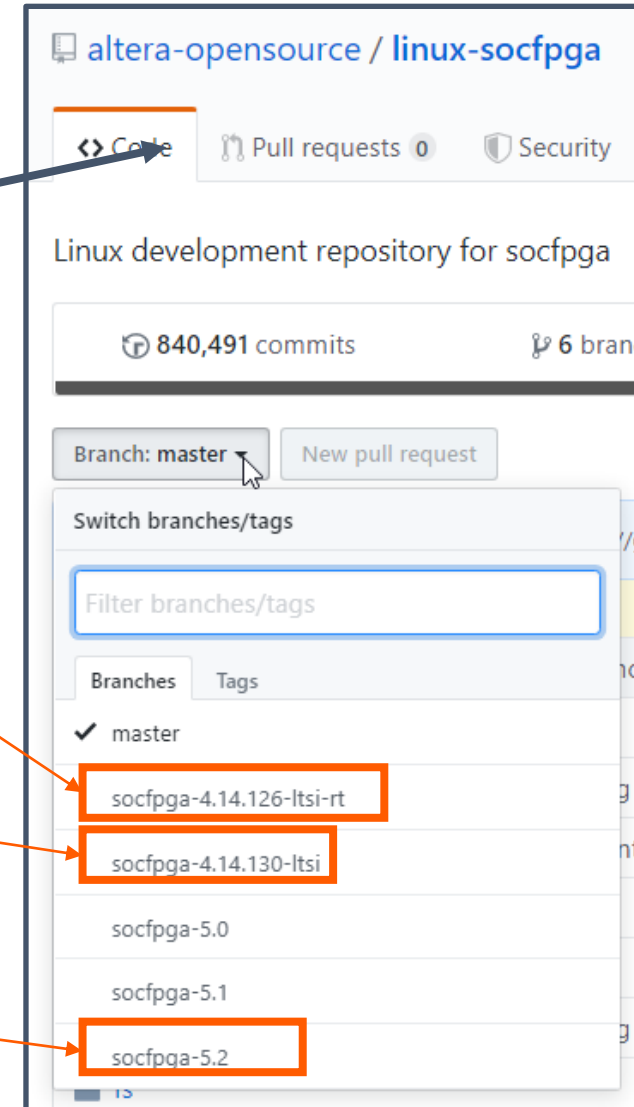 altera-opensource / linux-socfpga
Code Pull requests 0 Security
Linux development repository for socfpga
840,491 commits 6 bran
Branch: master New pull request
Switch branches/tags
Filter branches/tags
Branches Tags
master
socfpga-4.14.126-ltsi-rt
socfpga-4.14.130-ltsi
socfpga-5.0
socfpga-5.1
socfpga-5.2